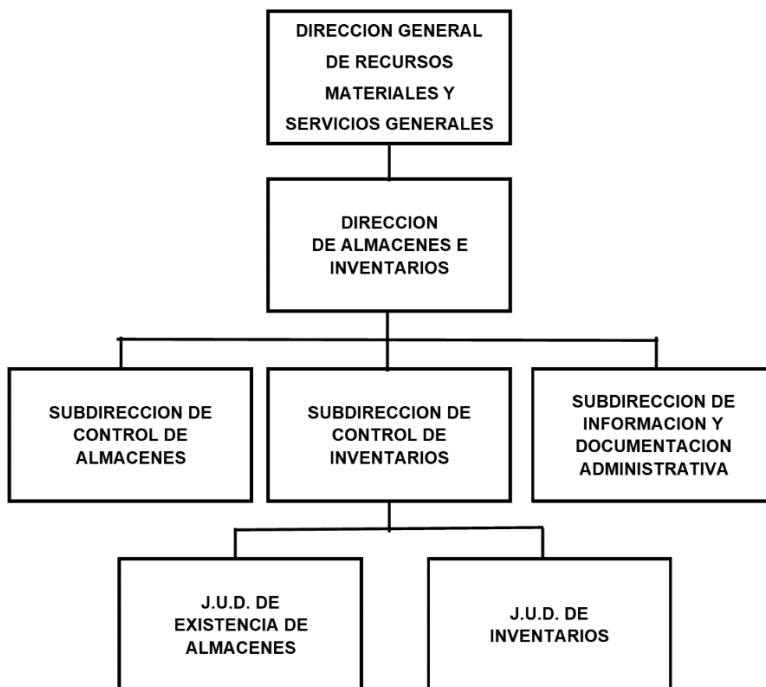 DIRECCION GENERAL
DE RECURSOS
MATERIALES Y
SERVICIOS GENERALES
DIRECCION
DE ALMACENES E
INVENTARIOS
SUBDIRECCION DE
CONTROL DE
ALMACENES
SUBDIRECCION DE
CONTROL DE
INVENTARIOS
SUBDIRECCION DE
INFORMACION Y
DOCUMENTACION
ADMINISTRATIVA
J.U.D. DE
EXISTENCIA DE
ALMACENES
J.U.D. DE
INVENTARIOS